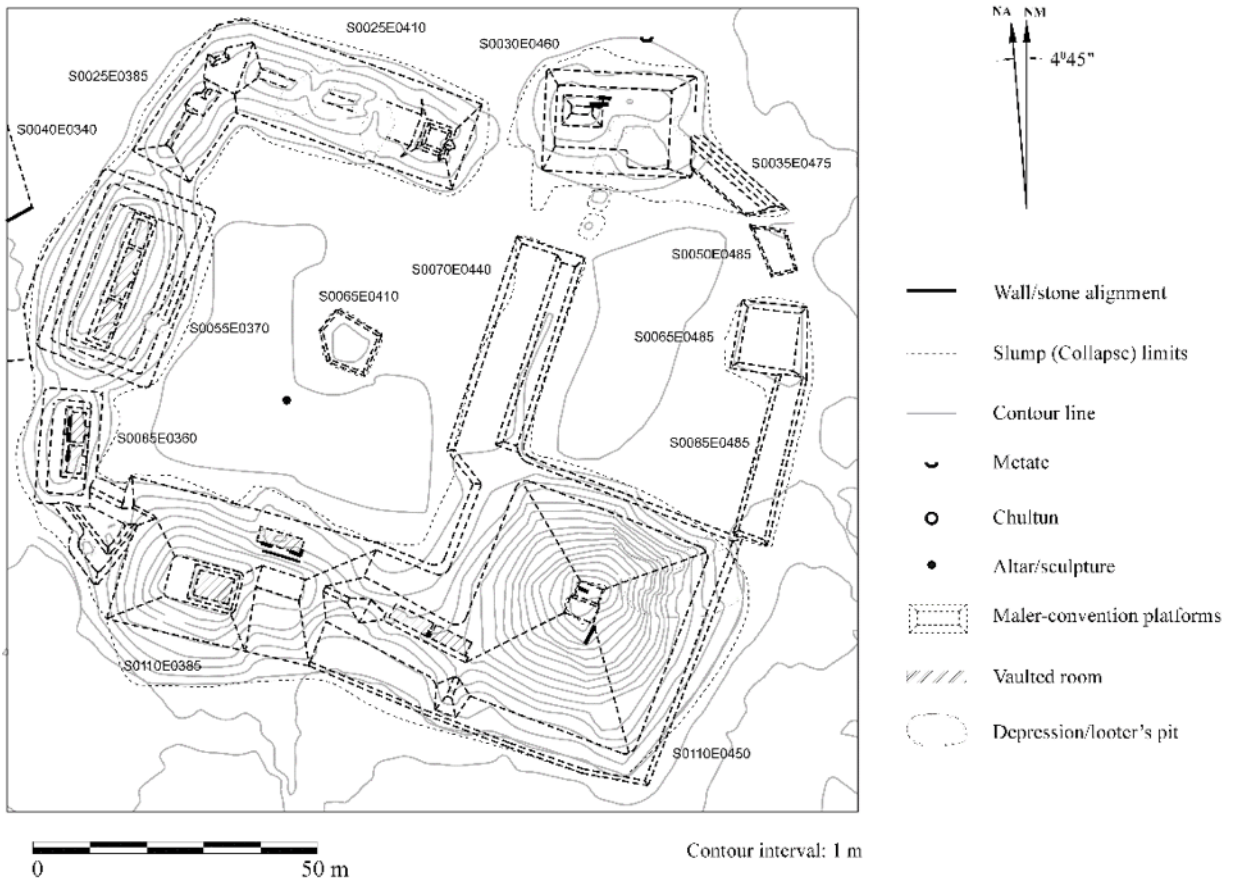 S0025E0410
S0030E0460
S0025E0385
S0040E0340
S0035E0475
S0050E0485
S0070E0440
S0065E0410
S0055E0370
S0065E0485
S0085E0360
S0085E0485
S0110E0385
S0110E0450
NA NM
4⁰45"
Wall/stone alignment
Slump (Collapse) limits
Contour line
Metate
Chultun
Altar/sculpture
Maler-convention platforms
Vaulted room
Depression/looter's pit
0 50 m
Contour interval: 1 m